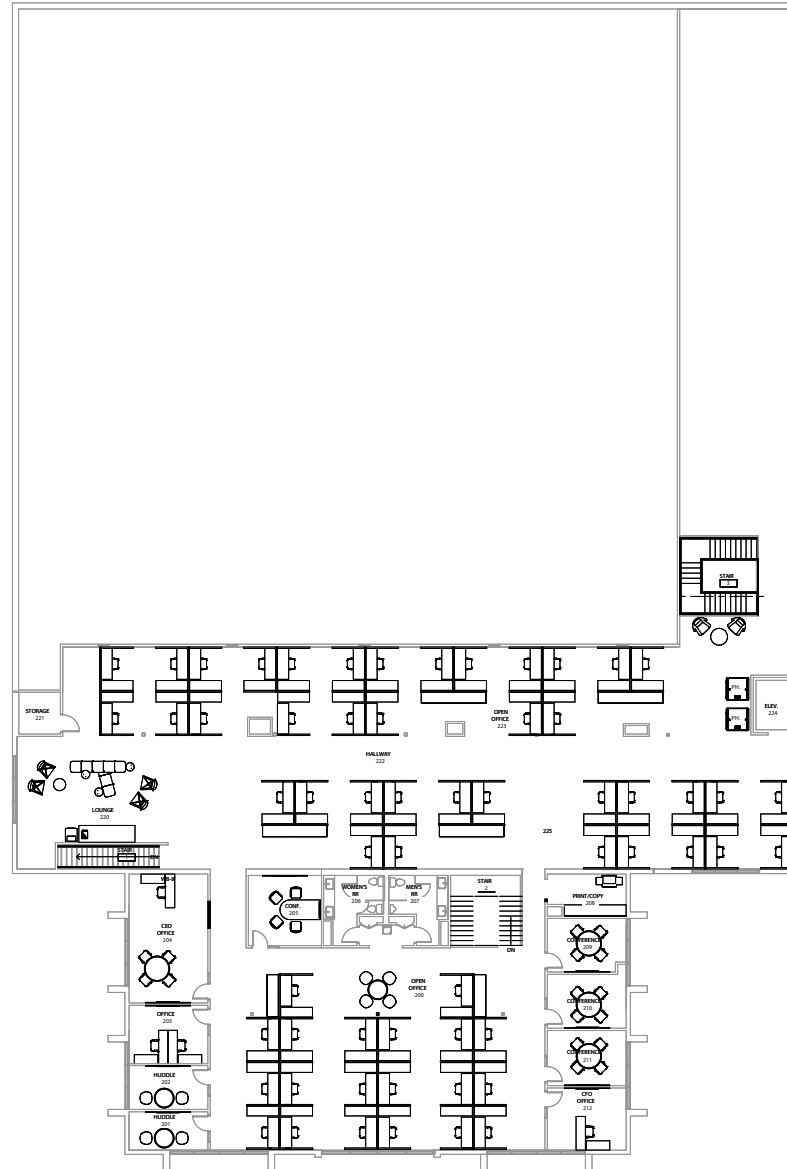 STAIR
3
PH.
PH.
ELEV.
224
STORAGE
221
OPEN
OFFICE
223
HALLWAY
222
LOUNGE
220
225
STAIR
DN
WOMEN'S
RR
206
MEN'S
RR
207
STAIR
2
DN
CONF.
205
PRINT/COPY
208
CEO
OFFICE
204
CONFERENCE
209
OPEN
OFFICE
200
CONFERENCE
210
OFFICE
203
CONFERENCE
211
HUDDLE
202
CFO
OFFICE
212
HUDDLE
201